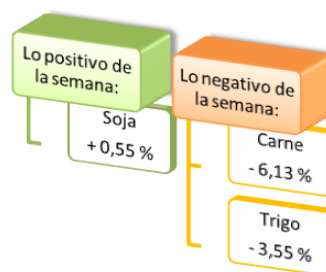 Lo positivo de
la semana:
Soja
+ 0,55 %
Lo negativo de
la semana:
Carne
- 6,13 %
Trigo
- 3,55 %